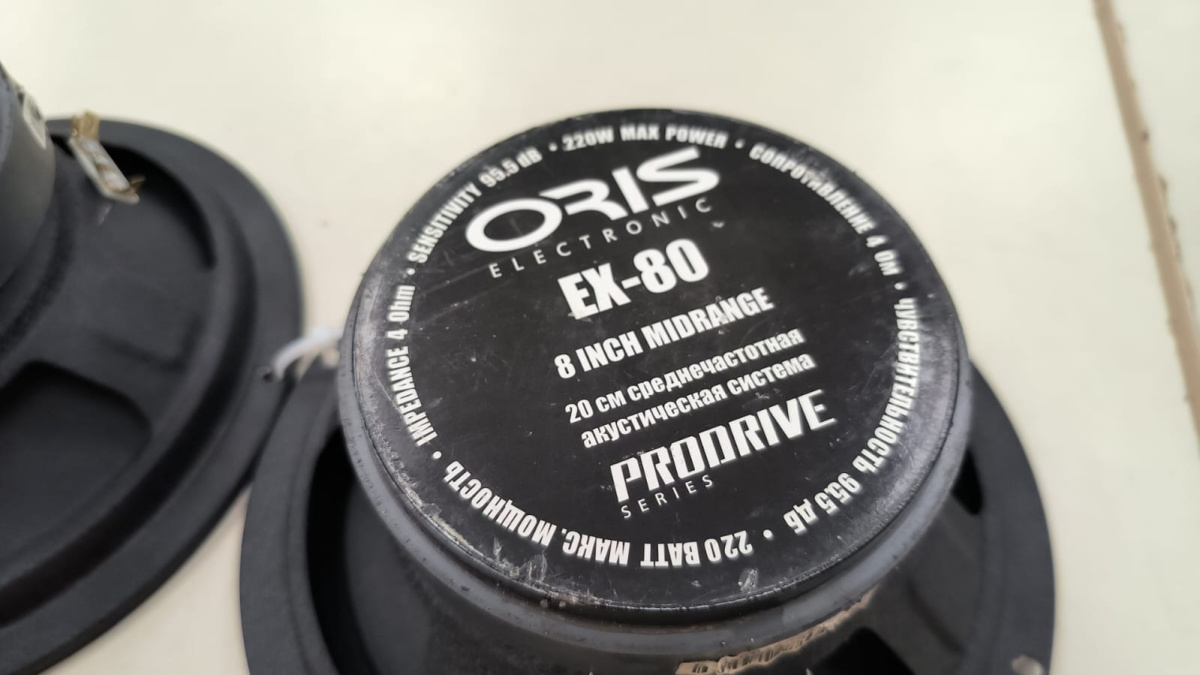 ORIS
ELECTRONIC
EX-80
8 INCH MIDRANGE
20 см среднечастотная
акустическая система
PRODRIVE
SERIES
• IMPEDANCE 4 Ohm • SENSITIVITY 95.5 dB • 220W MAX POWER • СОПРОТИВЛЕНИЕ 4 Ом • ЧУВСТВИТЕЛЬНОСТЬ 95.5 дБ • 220 ВАТТ МАКС. МОЩНОСТЬ